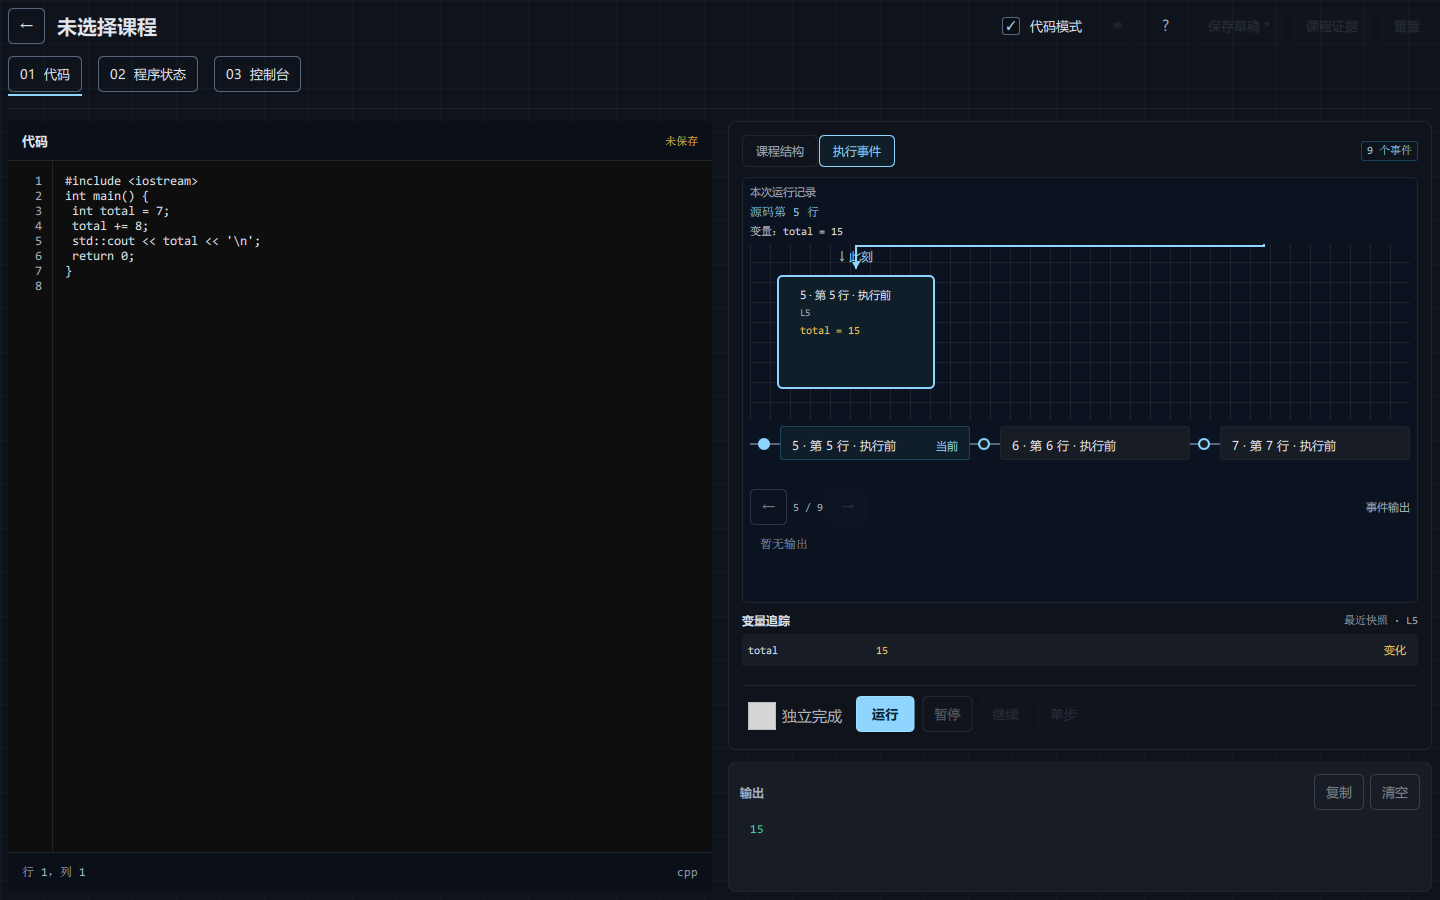 ← 未选择课程
✓ 代码模式
?
保存草稿 *
课程证据
重置
01 代码
02 程序状态
03 控制台
代码
未保存
1 #include <iostream>
2 int main() {
3 int total = 7;
4 total += 8;
5 std::cout << total << '\n';
6 return 0;
7 }
8
行 1, 列 1
cpp
课程结构
执行事件
9 个事件
本次运行记录
源码第 5 行
变量: total = 15
↓ 此刻
5 · 第 5 行 · 执行前
L5
total = 15
5 · 第 5 行 · 执行前 当前
6 · 第 6 行 · 执行前
7 · 第 7 行 · 执行前
← 5 / 9 →
事件输出
暂无输出
变量追踪
最近快照 · L5
total 15 变化
独立完成
运行
暂停
继续
单步
输出
复制
清空
15